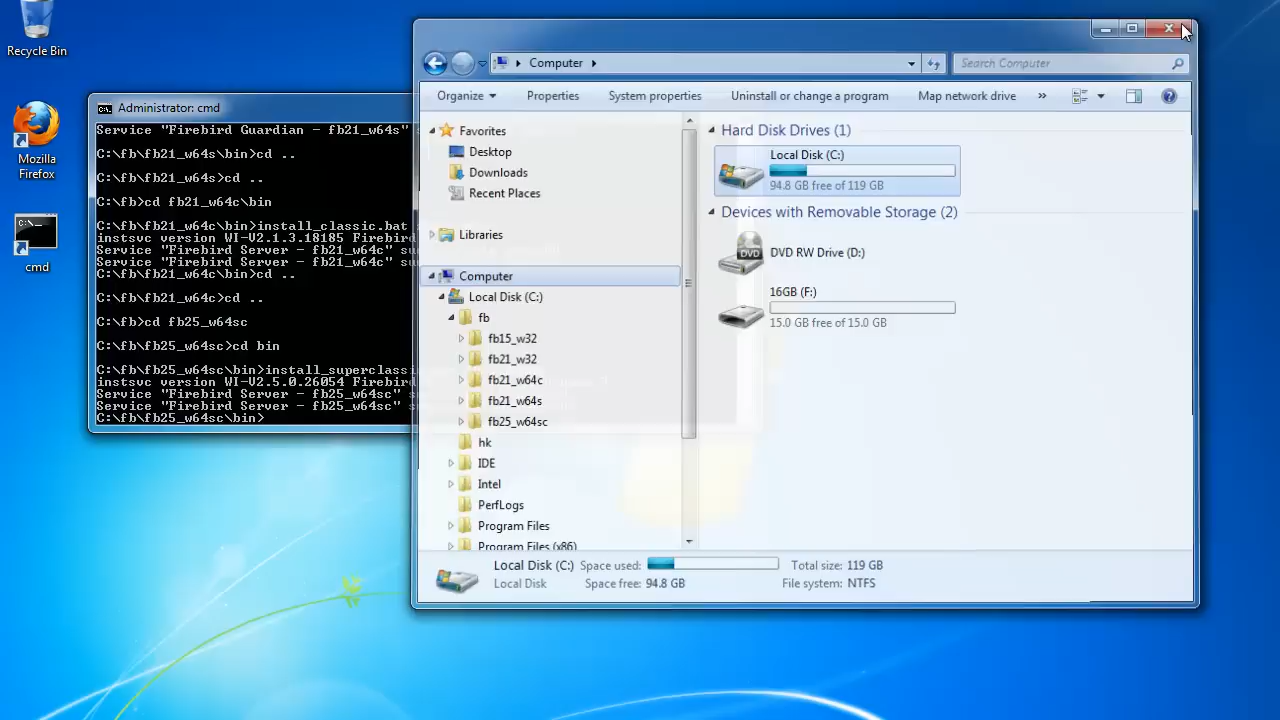 Recycle Bin
Mozilla
Firefox
cmd
Administrator: cmd
Service "Firebird Guardian - fb21_w64s"
C:\fb\fb21_w64s\bin>cd ..
C:\fb\fb21_w64s>cd ..
C:\fb>cd fb21_w64c\bin
C:\fb\fb21_w64c\bin>install_classic.bat
instsvc version WI-V2.1.3.18185 Firebird
Service "Firebird Server - fb21_w64c"
Service "Firebird Server - fb21_w64c"
C:\fb\fb21_w64c\bin>cd ..
C:\fb\fb21_w64c>cd ..
C:\fb>cd fb25_w64sc
C:\fb\fb25_w64sc>cd bin
C:\fb\fb25_w64sc\bin>install_superclassi
instsvc version WI-V2.5.0.26054 Firebird
Service "Firebird Server - fb25_w64sc"
Service "Firebird Server - fb25_w64sc"
C:\fb\fb25_w64sc\bin>
Computer
Search Computer
Organize
Properties
System properties
Uninstall or change a program
Map network drive
»
Favorites
Desktop
Downloads
Recent Places
Libraries
Computer
Local Disk (C:)
fb
fb15_w32
fb21_w32
fb21_w64c
fb21_w64s
fb25_w64sc
hk
IDE
Intel
PerfLogs
Program Files
Program Files (x86)
Hard Disk Drives (1)
Local Disk (C:)
94.8 GB free of 119 GB
Devices with Removable Storage (2)
DVD
DVD RW Drive (D:)
16GB (F:)
15.0 GB free of 15.0 GB
Local Disk (C:) Space used: Total size: 119 GB
Local Disk Space free: 94.8 GB File system: NTFS